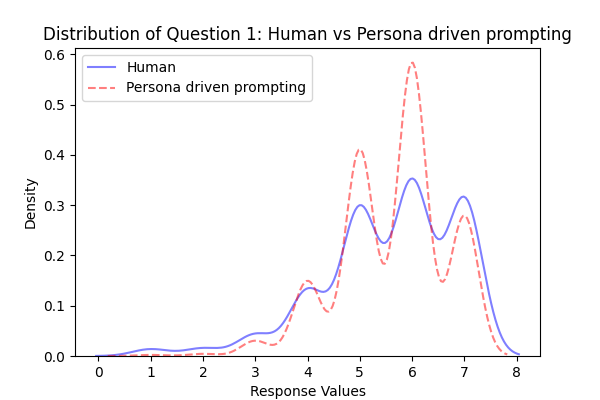 Distribution of Question 1: Human vs Persona driven prompting
Human
Persona driven prompting
Density
0.6
0.5
0.4
0.3
0.2
0.1
0.0
0 1 2 3 4 5 6 7 8
Response Values